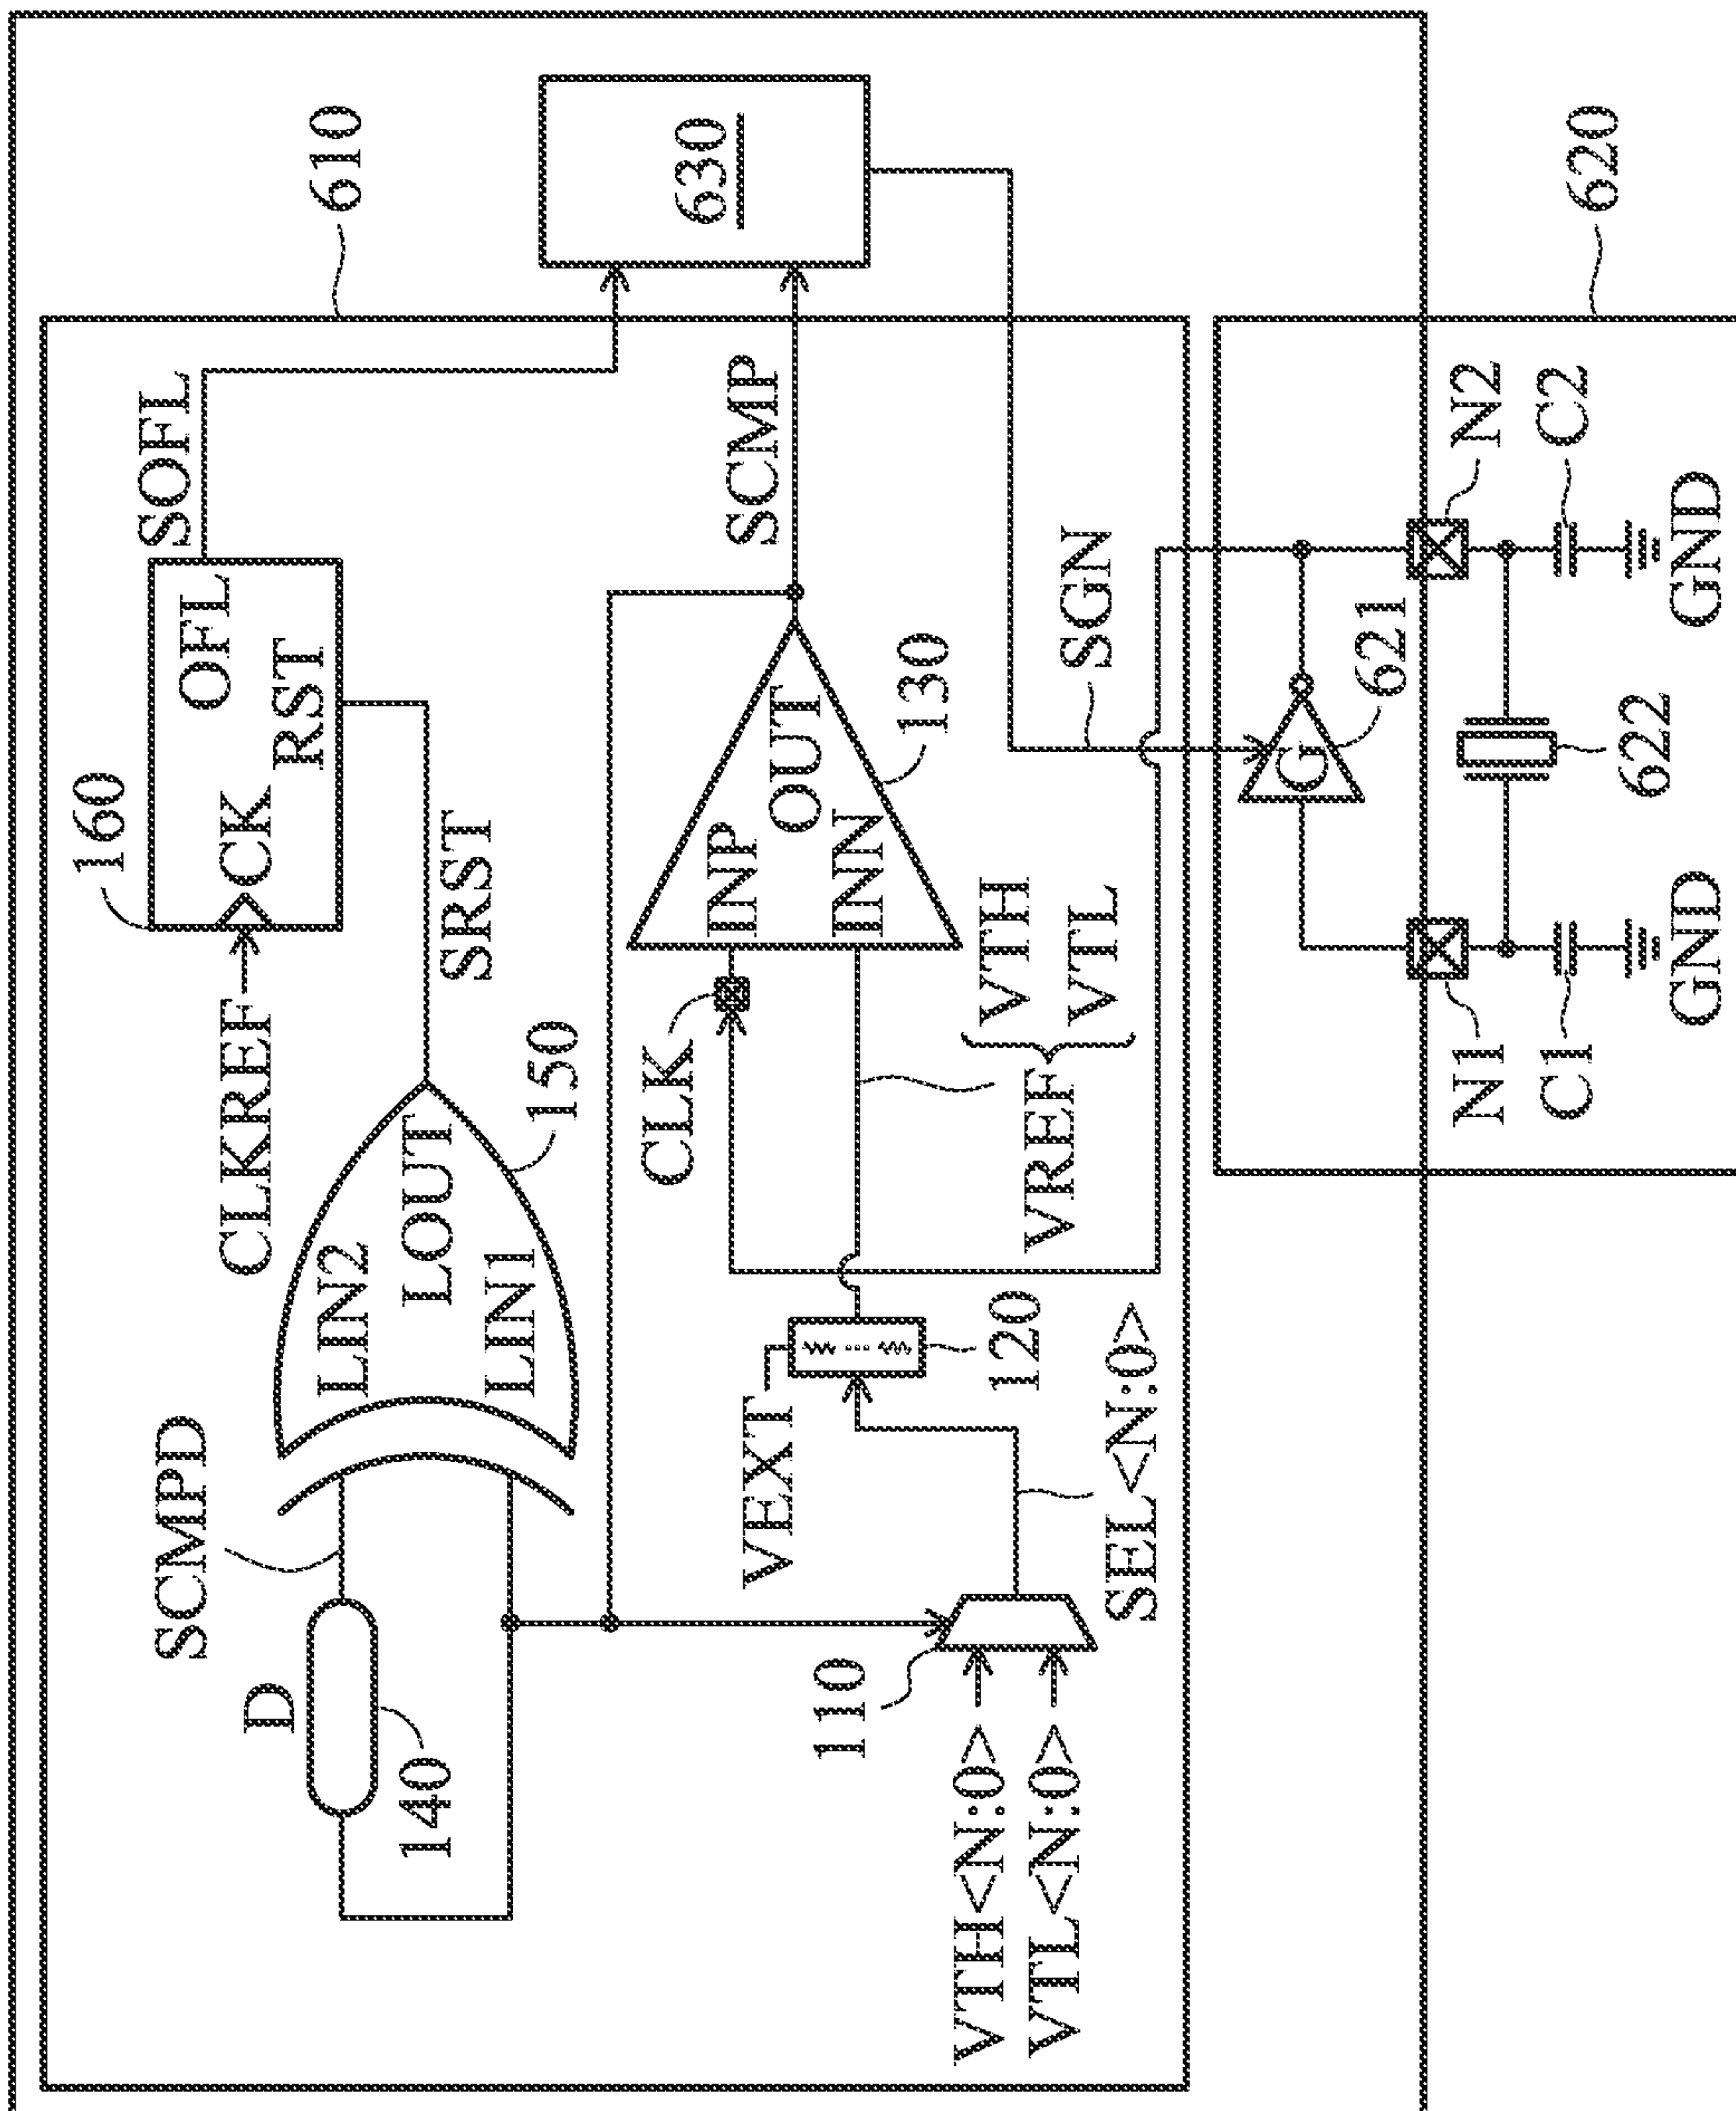 610
630
SOFL
160
OFL
CK
RST
CLKREF
SRST
SCMPD
D
140
LIN2
LOUT
LIN1
150
SCMP
CLK
INP
OUT
INN
130
VEXT
120
VREF
VTH
VTL
SGN
110
VTH<N:0>
VTL<N:0>
SEL<N:0>
620
G
621
N1
N2
622
C1
C2
GND
GND